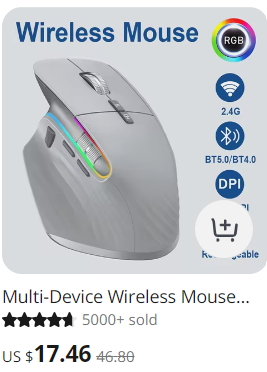 Wireless Mouse
RGB
2.4G
BT5.0/BT4.0
DPI
Multi-Device Wireless Mouse...
5000+ sold
US $17.46 46.80